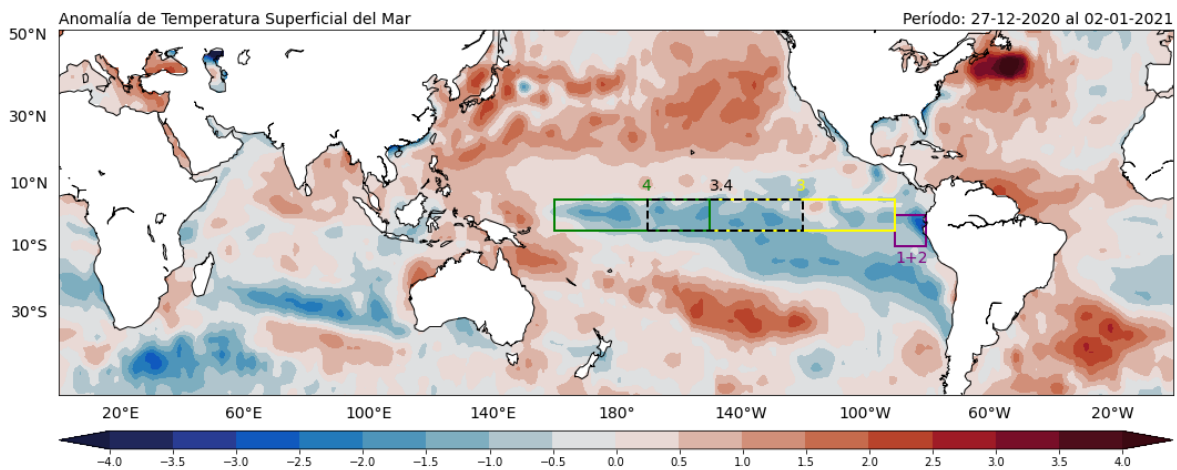 Anomalía de Temperatura Superficial del Mar
Período: 27-12-2020 al 02-01-2021
50°N
30°N
10°N
10°S
30°S
4
3.4
3
1+2
20°E
60°E
100°E
140°E
180°
140°W
100°W
60°W
20°W
−4.0
−3.5
−3.0
−2.5
−2.0
−1.5
−1.0
−0.5
0.0
0.5
1.0
1.5
2.0
2.5
3.0
3.5
4.0